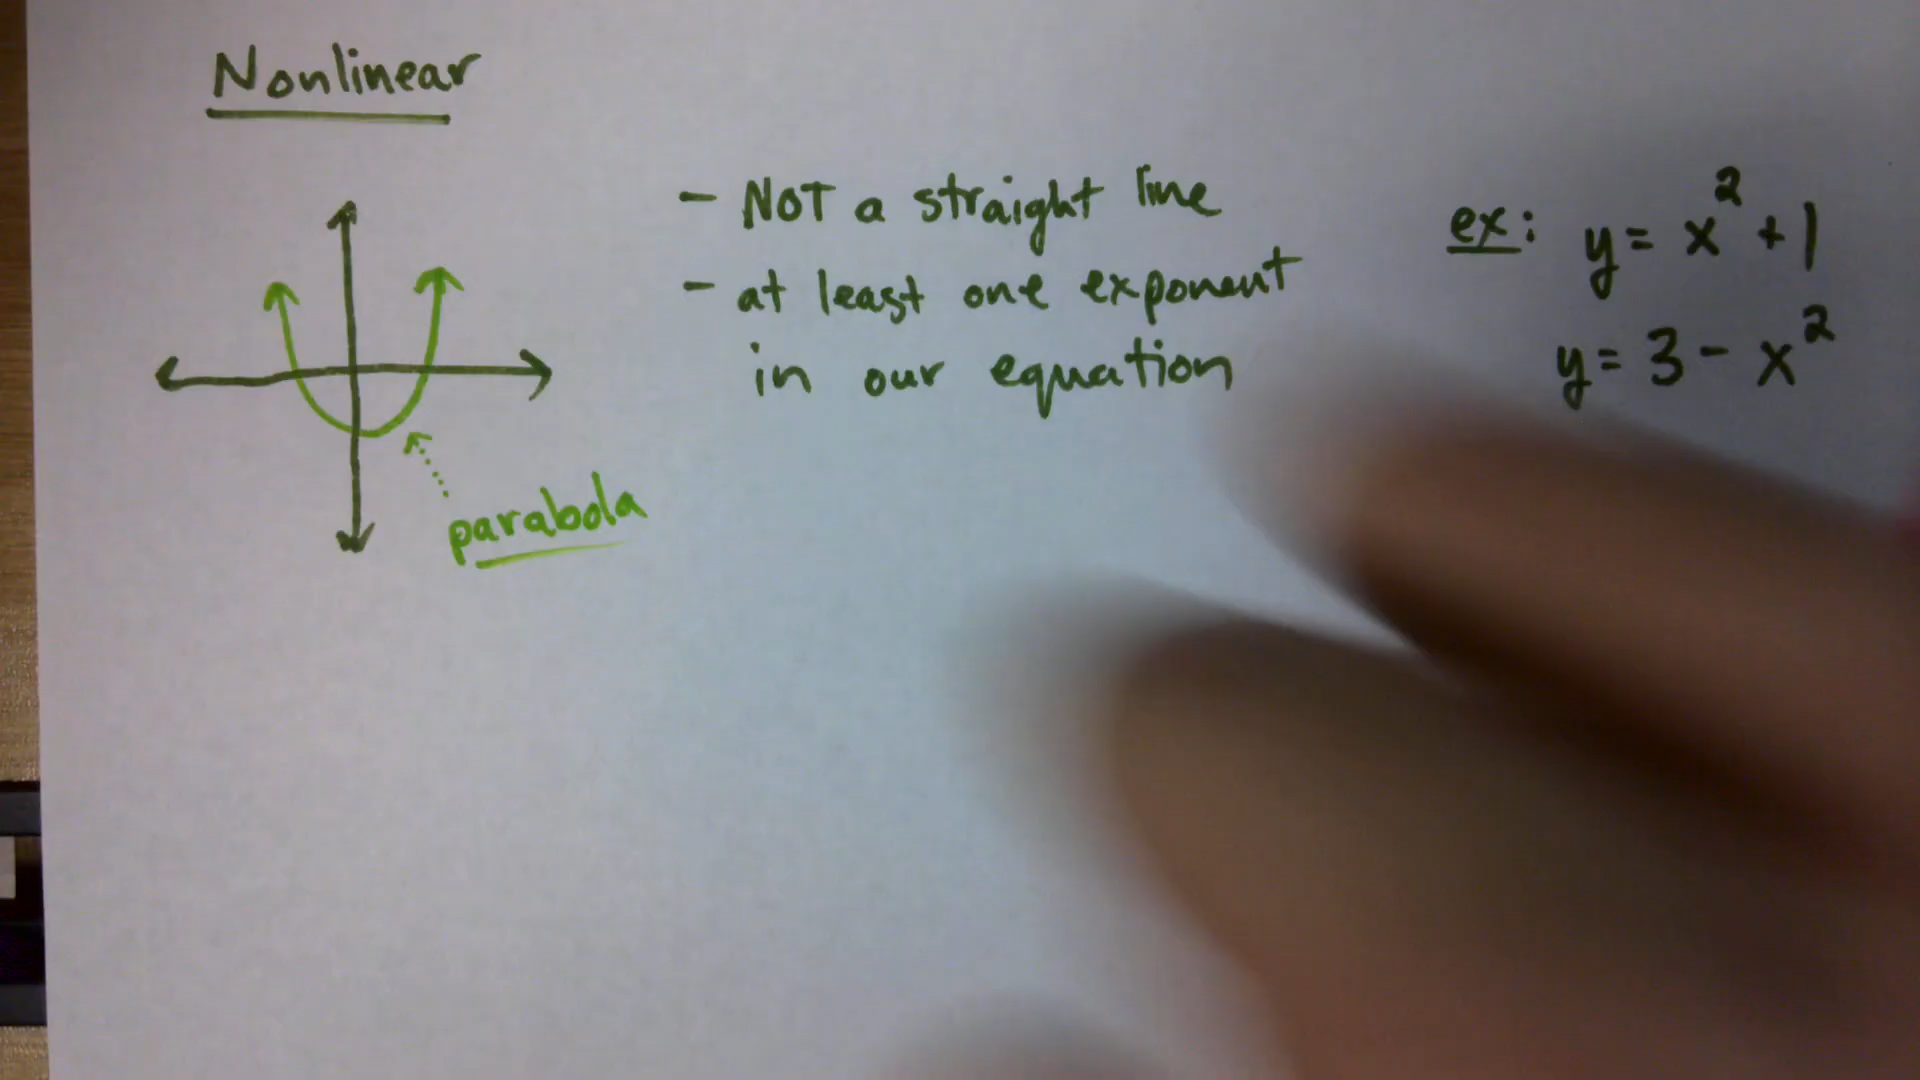 Nonlinear
- NOT a straight line
- at least one exponent
in our equation
ex: y = x² + 1
y = 3 - x²
parabola